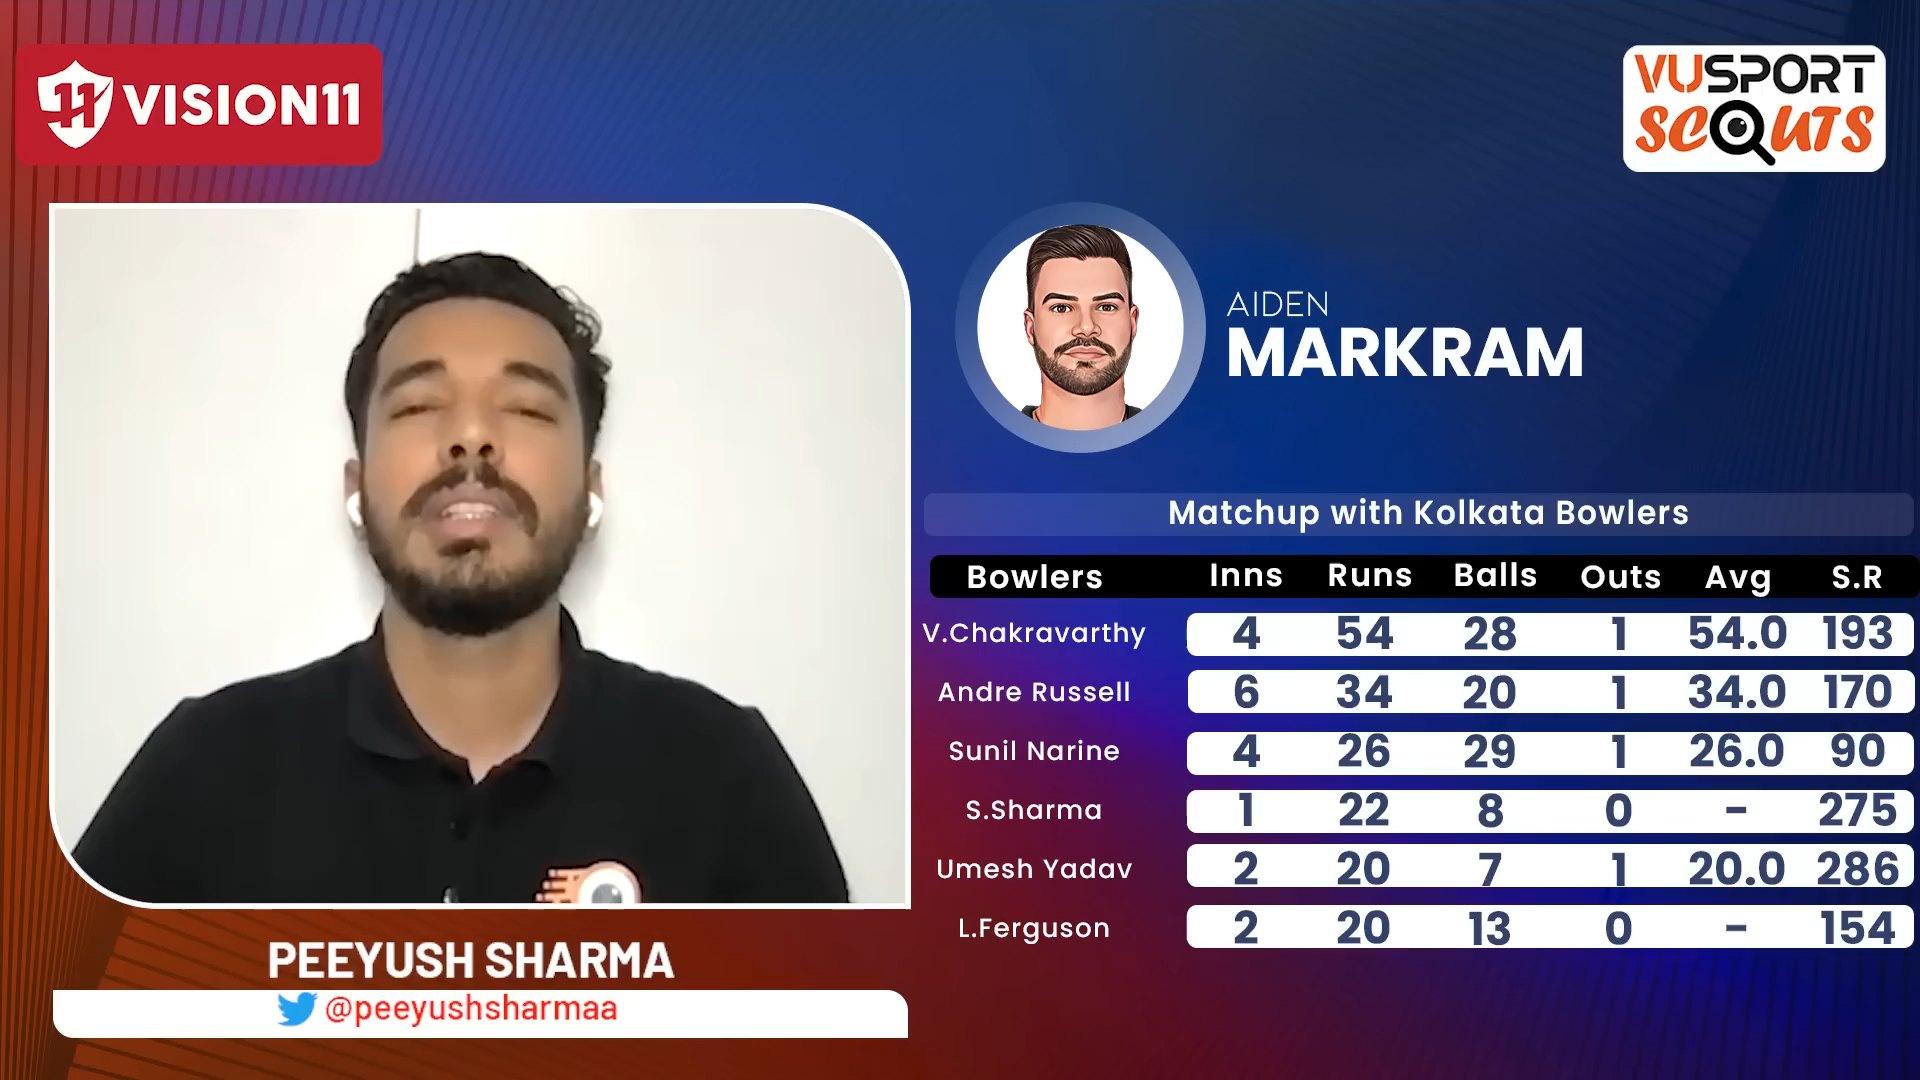 11 VISION11
VUSPORT
SCOUTS
AIDEN
MARKRAM
Matchup with Kolkata Bowlers
Bowlers Inns Runs Balls Outs Avg S.R
V.Chakravarthy 4 54 28 1 54.0 193
Andre Russell 6 34 20 1 34.0 170
Sunil Narine 4 26 29 1 26.0 90
S.Sharma 1 22 8 0 - 275
Umesh Yadav 2 20 7 1 20.0 286
L.Ferguson 2 20 13 0 - 154
PEEYUSH SHARMA
@peeyushsharmaa